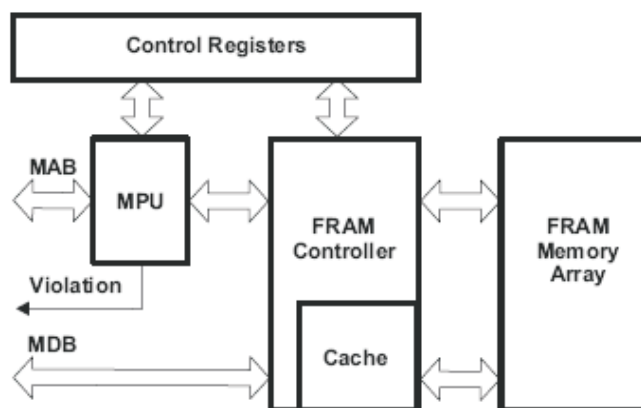 Control Registers
MAB
MPU
FRAM
Controller
FRAM
Memory
Array
Violation
MDB
Cache